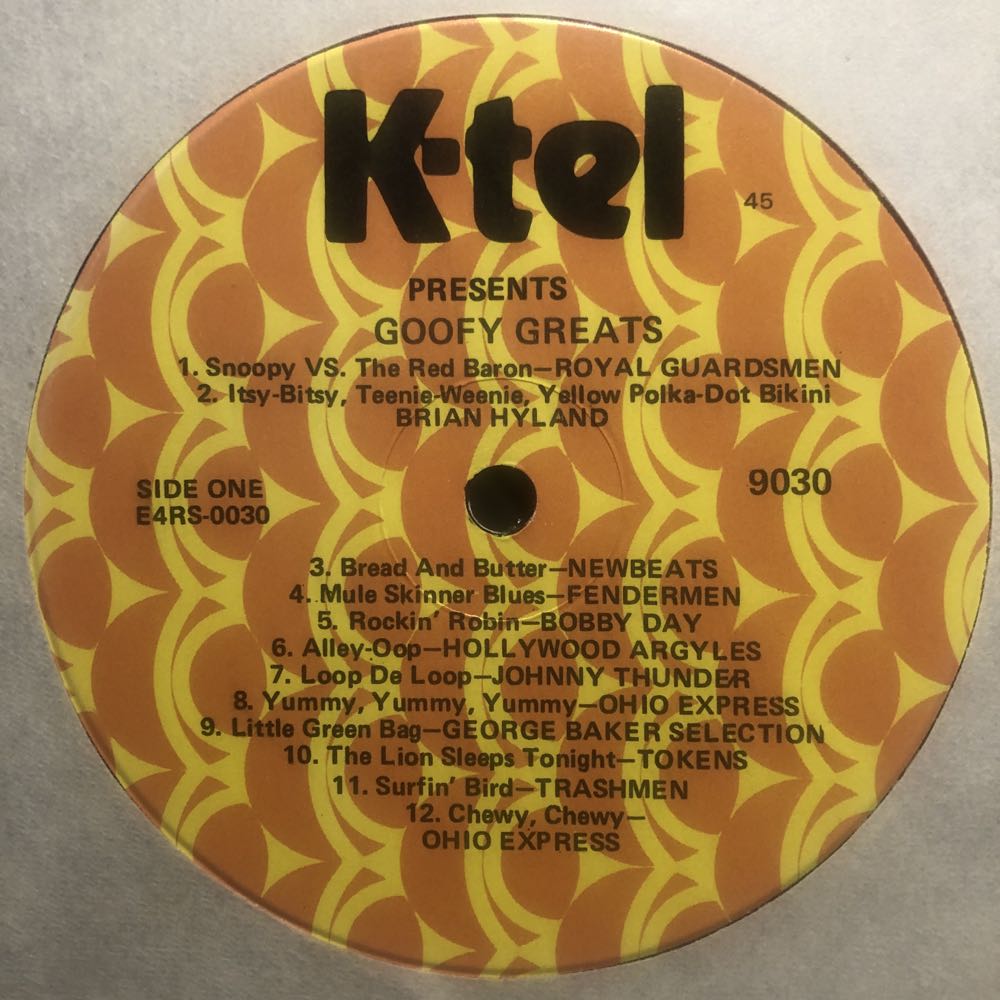 K-tel
45
PRESENTS
GOOFY GREATS
1. Snoopy VS. The Red Baron—ROYAL GUARDSMEN
2. Itsy-Bitsy, Teenie-Weenie, Yellow Polka-Dot Bikini
BRIAN HYLAND
SIDE ONE
E4RS-0030
9030
3. Bread And Butter—NEWBEATS
4. Mule Skinner Blues—FENDERMEN
5. Rockin' Robin—BOBBY DAY
6. Alley-Oop—HOLLYWOOD ARGYLES
7. Loop De Loop—JOHNNY THUNDER
8. Yummy, Yummy, Yummy—OHIO EXPRESS
9. Little Green Bag—GEORGE BAKER SELECTION
10. The Lion Sleeps Tonight—TOKENS
11. Surfin' Bird—TRASHMEN
12. Chewy, Chewy—
OHIO EXPRESS